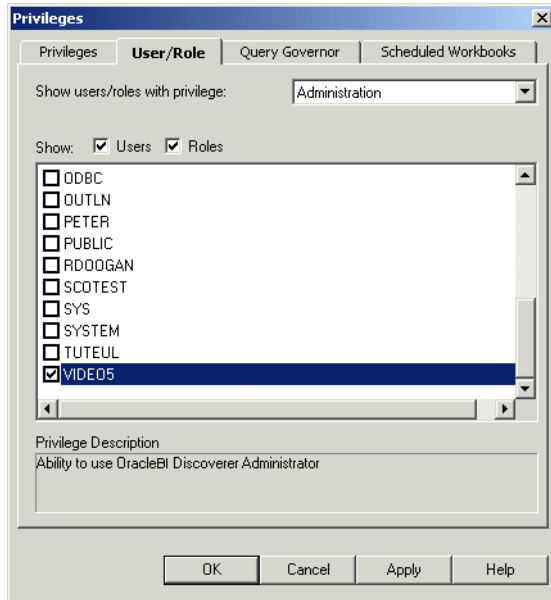 Privileges
Privileges User/Role Query Governor Scheduled Workbooks
Show users/roles with privilege: Administration
Show: Users Roles
ODBC
OUTLN
PETER
PUBLIC
RDOOGAN
SCOTEST
SYS
SYSTEM
TUTEUL
VIDEO5
Privilege Description
Ability to use OracleBI Discoverer Administrator
OK Cancel Apply Help